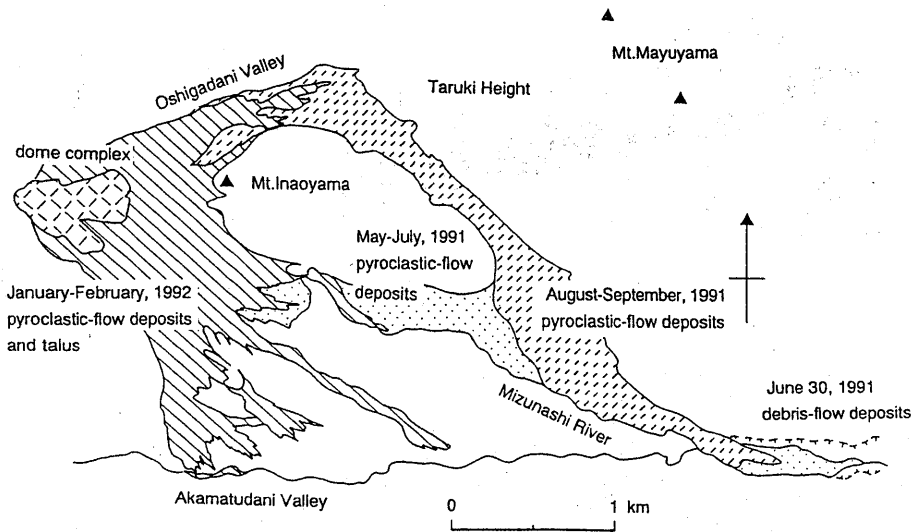 Mt.Mayuyama
Oshigadani Valley
Taruki Height
dome complex
Mt.Inaoyama
May-July, 1991
pyroclastic-flow
deposits
January-February, 1992
pyroclastic-flow deposits
and talus
August-September, 1991
pyroclastic-flow deposits
June 30, 1991
debris-flow deposits
Mizunashi River
Akamatudani Valley
0 1 km